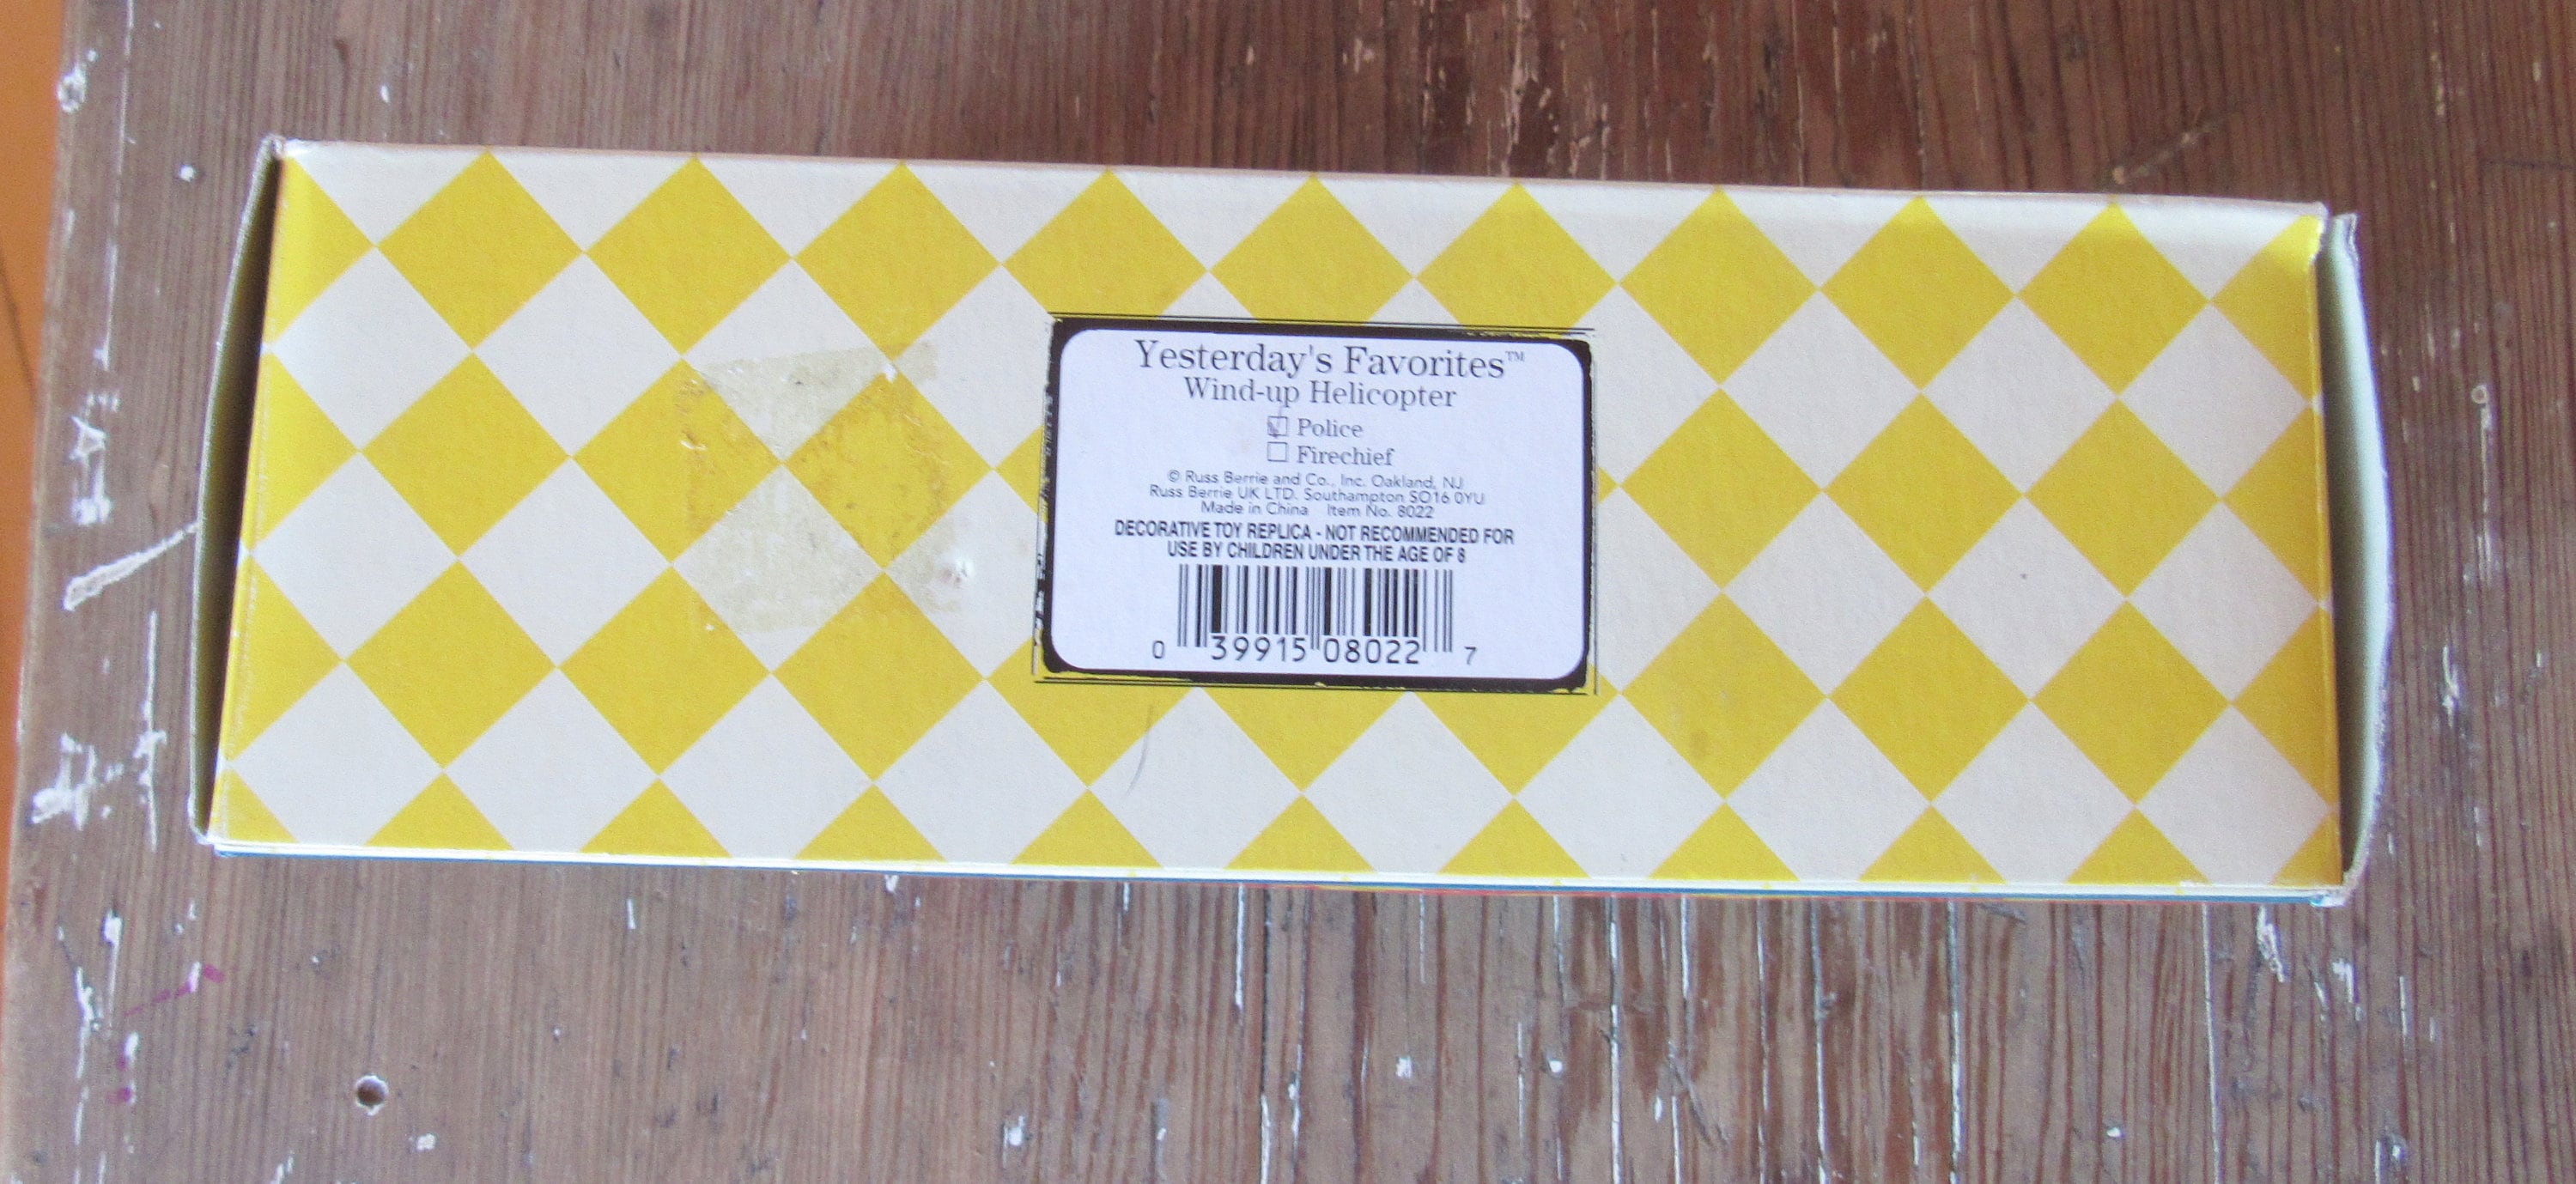 Yesterday's Favorites™
Wind-up Helicopter
☑ Police
☐ Firechief
© Russ Berrie and Co., Inc. Oakland, NJ
Russ Berrie UK LTD. Southampton SO16 0YU
Made in China Item No. 8022
DECORATIVE TOY REPLICA - NOT RECOMMENDED FOR
USE BY CHILDREN UNDER THE AGE OF 8
0 39915 08022 7